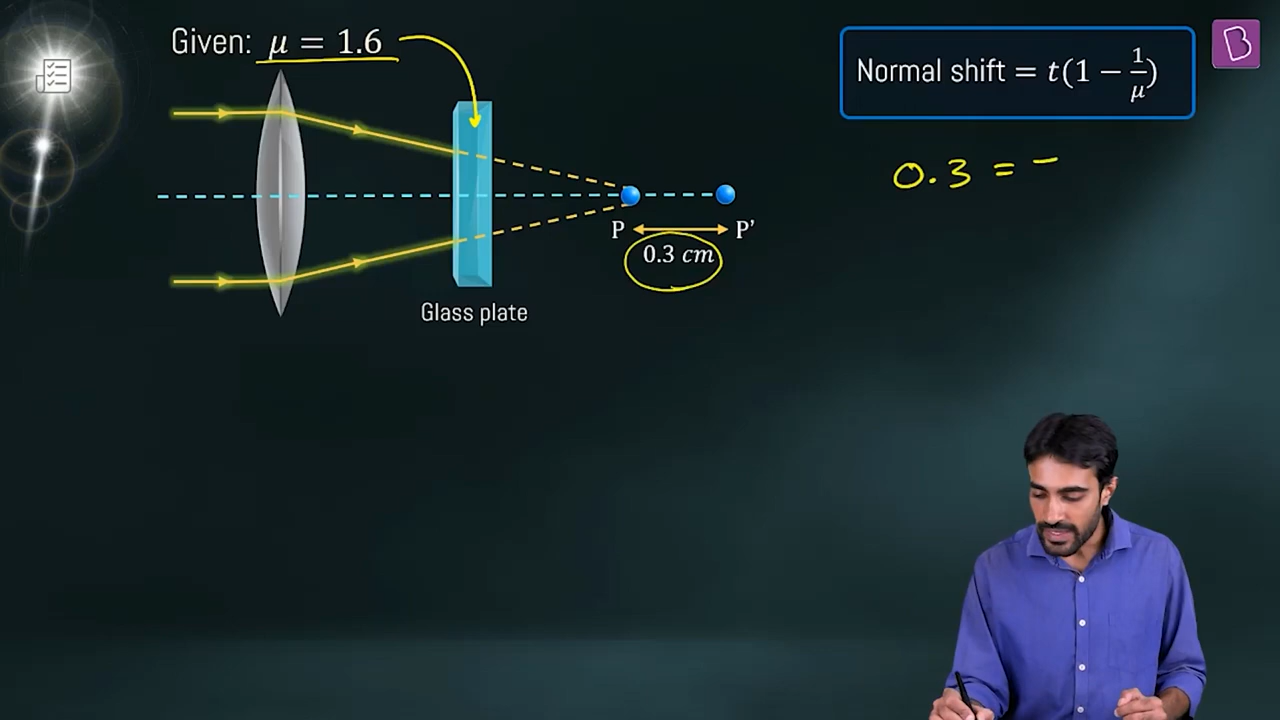 Given: μ = 1.6
Normal shift = t(1 − 1/μ)
0.3 =
P
P'
0.3 cm
Glass plate
B